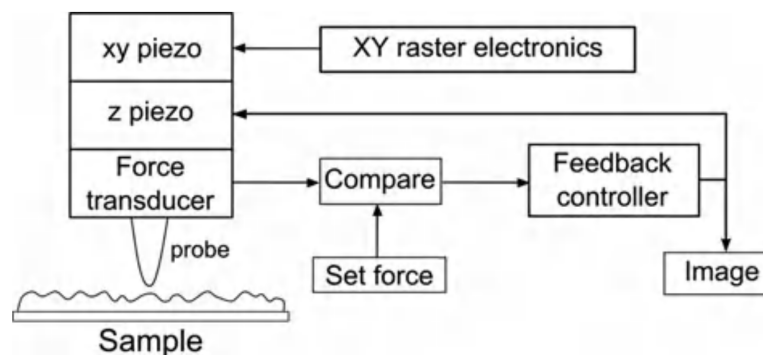 xy piezo
XY raster electronics
z piezo
Force
transducer
Compare
Feedback
controller
probe
Set force
Image
Sample